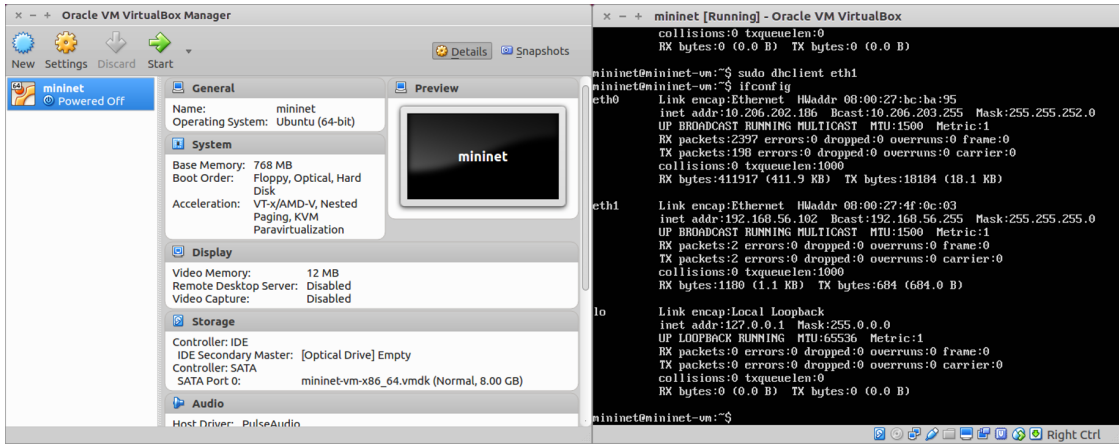 Oracle VM VirtualBox Manager
New Settings Discard Start
Details Snapshots
64
mininet
Powered Off
General
Name: mininet
Operating System: Ubuntu (64-bit)
System
Base Memory: 768 MB
Boot Order: Floppy, Optical, Hard
Disk
Acceleration: VT-x/AMD-V, Nested
Paging, KVM
Paravirtualization
Preview
mininet
Display
Video Memory: 12 MB
Remote Desktop Server: Disabled
Video Capture: Disabled
Storage
Controller: IDE
IDE Secondary Master: [Optical Drive] Empty
Controller: SATA
SATA Port 0: mininet-vm-x86_64.vmdk (Normal, 8.00 GB)
Audio
Host Driver: PulseAudio
mininet [Running] - Oracle VM VirtualBox
collisions:0 txqueuelen:0
RX bytes:0 (0.0 B) TX bytes:0 (0.0 B)
mininet@mininet-vm:~$ sudo dhclient eth1
mininet@mininet-vm:~$ ifconfig
eth0 Link encap:Ethernet HWaddr 08:00:27:bc:ba:95
inet addr:10.206.202.186 Bcast:10.206.203.255 Mask:255.255.252.0
UP BROADCAST RUNNING MULTICAST MTU:1500 Metric:1
RX packets:2397 errors:0 dropped:0 overruns:0 frame:0
TX packets:198 errors:0 dropped:0 overruns:0 carrier:0
collisions:0 txqueuelen:1000
RX bytes:411917 (411.9 KB) TX bytes:18184 (18.1 KB)
eth1 Link encap:Ethernet HWaddr 08:00:27:4f:0c:03
inet addr:192.168.56.102 Bcast:192.168.56.255 Mask:255.255.255.0
UP BROADCAST RUNNING MULTICAST MTU:1500 Metric:1
RX packets:2 errors:0 dropped:0 overruns:0 frame:0
TX packets:2 errors:0 dropped:0 overruns:0 carrier:0
collisions:0 txqueuelen:1000
RX bytes:1180 (1.1 KB) TX bytes:684 (684.0 B)
lo Link encap:Local Loopback
inet addr:127.0.0.1 Mask:255.0.0.0
UP LOOPBACK RUNNING MTU:65536 Metric:1
RX packets:0 errors:0 dropped:0 overruns:0 frame:0
TX packets:0 errors:0 dropped:0 overruns:0 carrier:0
collisions:0 txqueuelen:0
RX bytes:0 (0.0 B) TX bytes:0 (0.0 B)
mininet@mininet-vm:~$
Right Ctrl